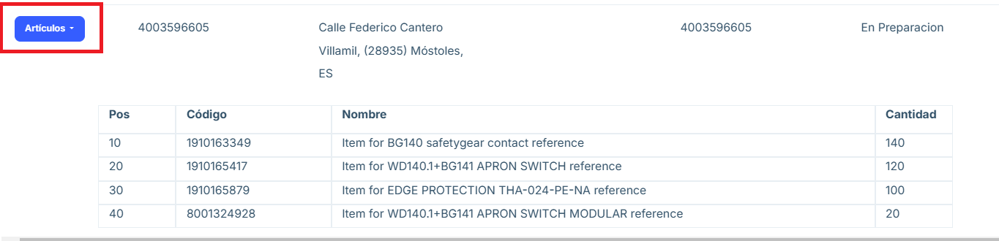 Artículos 4003596605 Calle Federico Cantero 4003596605 En Preparacion
Villamil, (28935) Móstoles,
ES
Pos Código Nombre Cantidad
10 1910163349 Item for BG140 safetygear contact reference 140
20 1910165417 Item for WD140.1+BG141 APRON SWITCH reference 120
30 1910165879 Item for EDGE PROTECTION THA-024-PE-NA reference 100
40 8001324928 Item for WD140.1+BG141 APRON SWITCH MODULAR reference 20